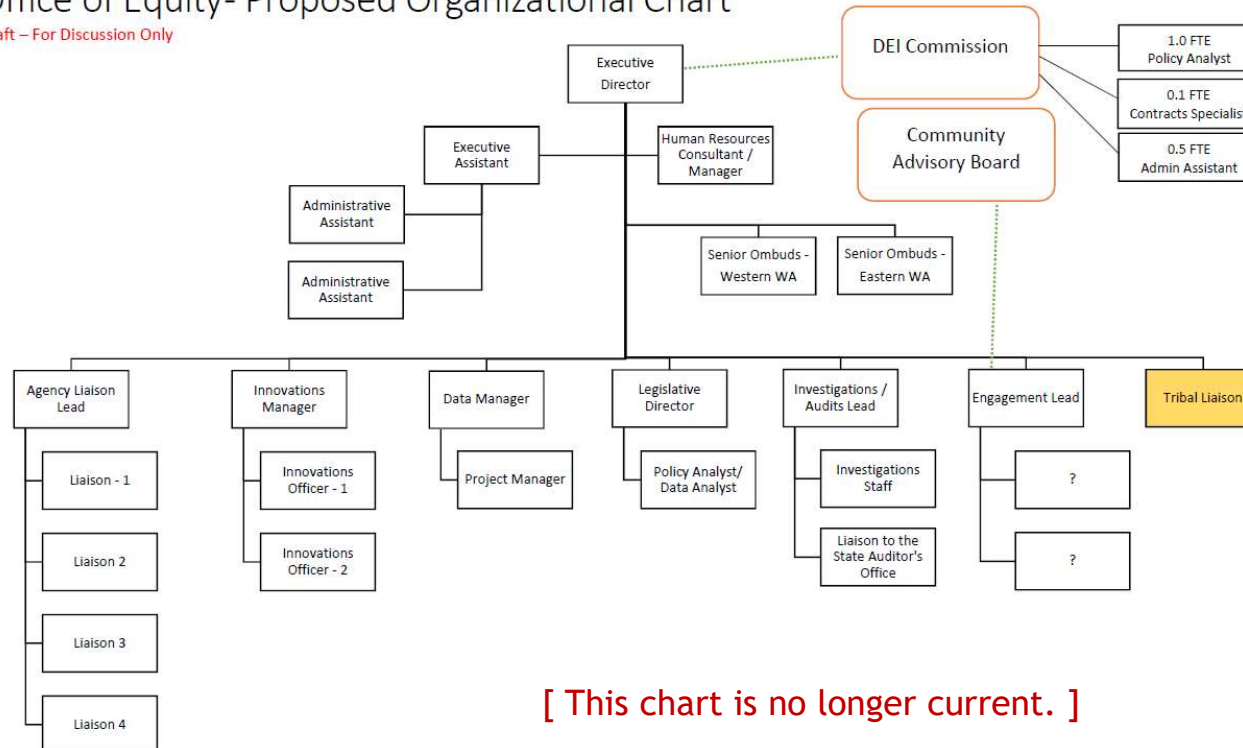 Office of Equity- Proposed Organizational Chart
Draft – For Discussion Only
Executive
Director
DEI Commission
1.0 FTE
Policy Analyst
0.1 FTE
Contracts Specialist
0.5 FTE
Admin Assistant
Community
Advisory Board
Executive
Assistant
Human Resources
Consultant /
Manager
Administrative
Assistant
Administrative
Assistant
Senior Ombuds -
Western WA
Senior Ombuds -
Eastern WA
Agency Liaison
Lead
Innovations
Manager
Data Manager
Legislative
Director
Investigations /
Audits Lead
Engagement Lead
Tribal Liaison
Liaison - 1
Innovations
Officer - 1
Project Manager
Policy Analyst/
Data Analyst
Investigations
Staff
?
Liaison 2
Innovations
Officer - 2
Liaison to the
State Auditor's
Office
?
Liaison 3
Liaison 4
[ This chart is no longer current. ]